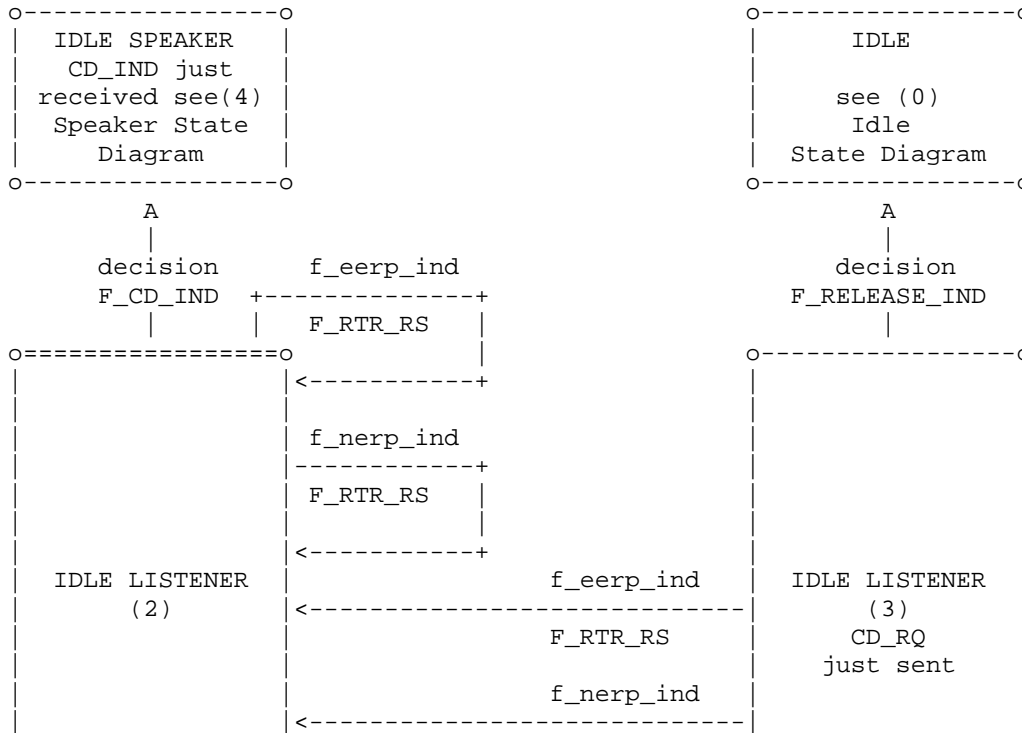 IDLE SPEAKER IDLE
CD_IND just
received see(4) see (0)
Speaker State Idle
Diagram State Diagram
A A
decision f_eerp_ind decision
F_CD_IND F_RELEASE_IND
F_RTR_RS
f_nerp_ind
F_RTR_RS
IDLE LISTENER f_eerp_ind IDLE LISTENER
(2) (3)
F_RTR_RS CD_RQ
just sent
f_nerp_ind